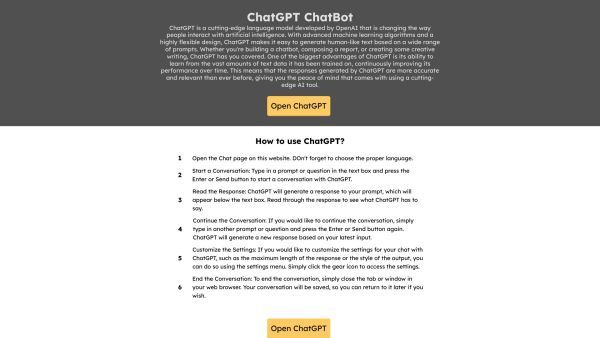 ChatGPT ChatBot
ChatGPT is a cutting-edge language model developed by OpenAI that is changing the way
people interact with artificial intelligence. With advanced machine learning algorithms and a
highly flexible design, ChatGPT makes it easy to generate human-like text based on a wide range
of prompts. Whether you're building a chatbot, composing a report, or creating some creative
writing, ChatGPT has you covered. One of the biggest advantages of ChatGPT is its ability to
learn from the vast amounts of text data it has been trained on, continuously improving its
performance over time. This means that the responses generated by ChatGPT are more accurate
and relevant than ever before, giving you the peace of mind that comes with using a cutting-
edge AI tool.
Open ChatGPT
How to use ChatGPT?
1 Open the Chat page on this website. DOn't forget to choose the proper language.
2 Start a Conversation: Type in a prompt or question in the text box and press the
Enter or Send button to start a conversation with ChatGPT.
3 Read the Response: ChatGPT will generate a response to your prompt, which will
appear below the text box. Read through the response to see what ChatGPT has to
say.
4 Continue the Conversation: If you would like to continue the conversation, simply
type in another prompt or question and press the Enter or Send button again.
ChatGPT will generate a new response based on your latest input.
5 Customize the Settings: If you would like to customize the settings for your chat with
ChatGPT, such as the maximum length of the response or the style of the output, you
can do so using the settings menu. Simply click the gear icon to access the settings.
6 End the Conversation: To end the conversation, simply close the tab or window in
your web browser. Your conversation will be saved, so you can return to it later if you
wish.
Open ChatGPT